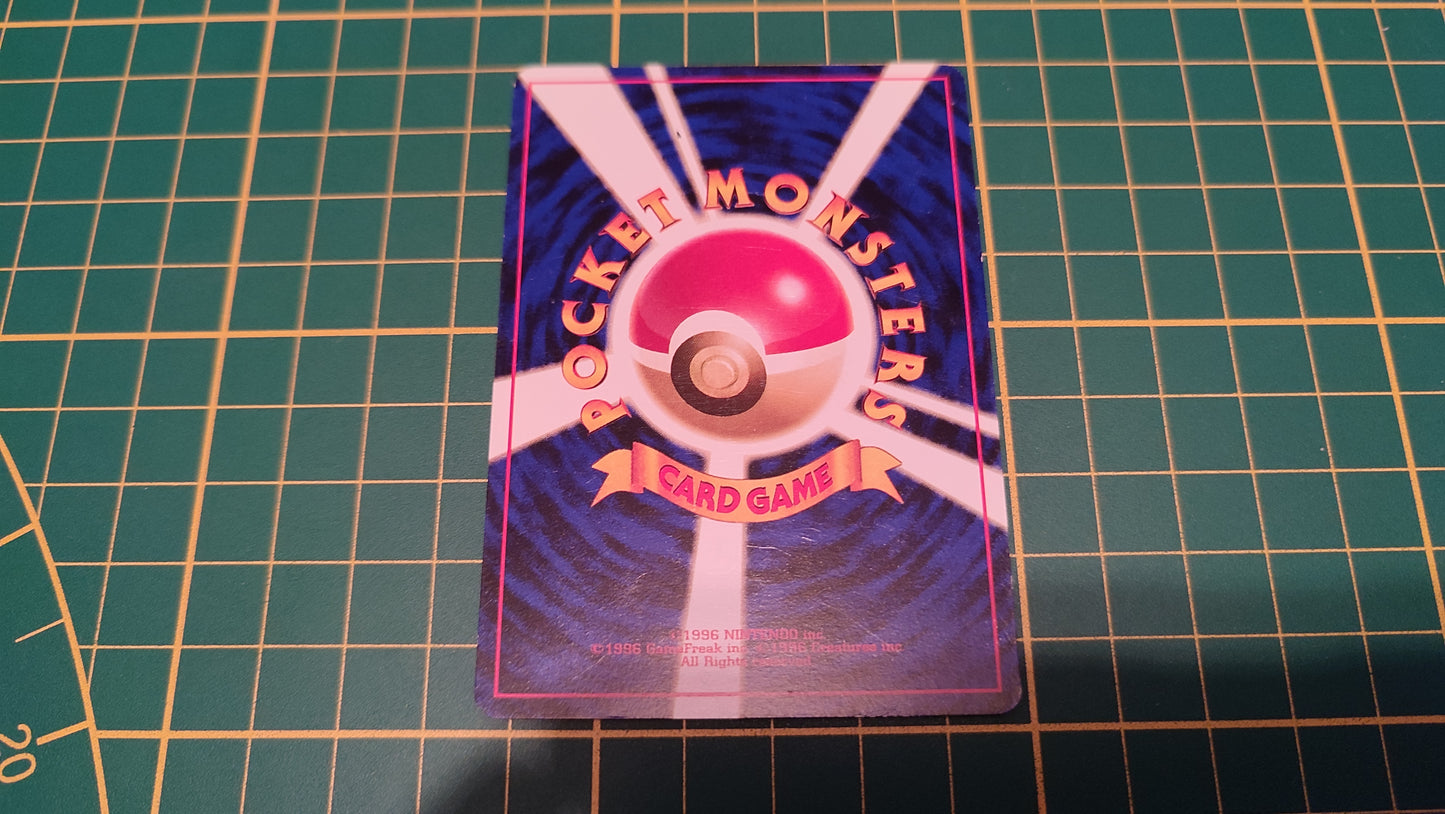 POCKET MONSTERS
CARD GAME
©1996 NINTENDO inc.
©1996 GameFreak inc. ©1996 Creatures inc.
All Rights reserved.
20